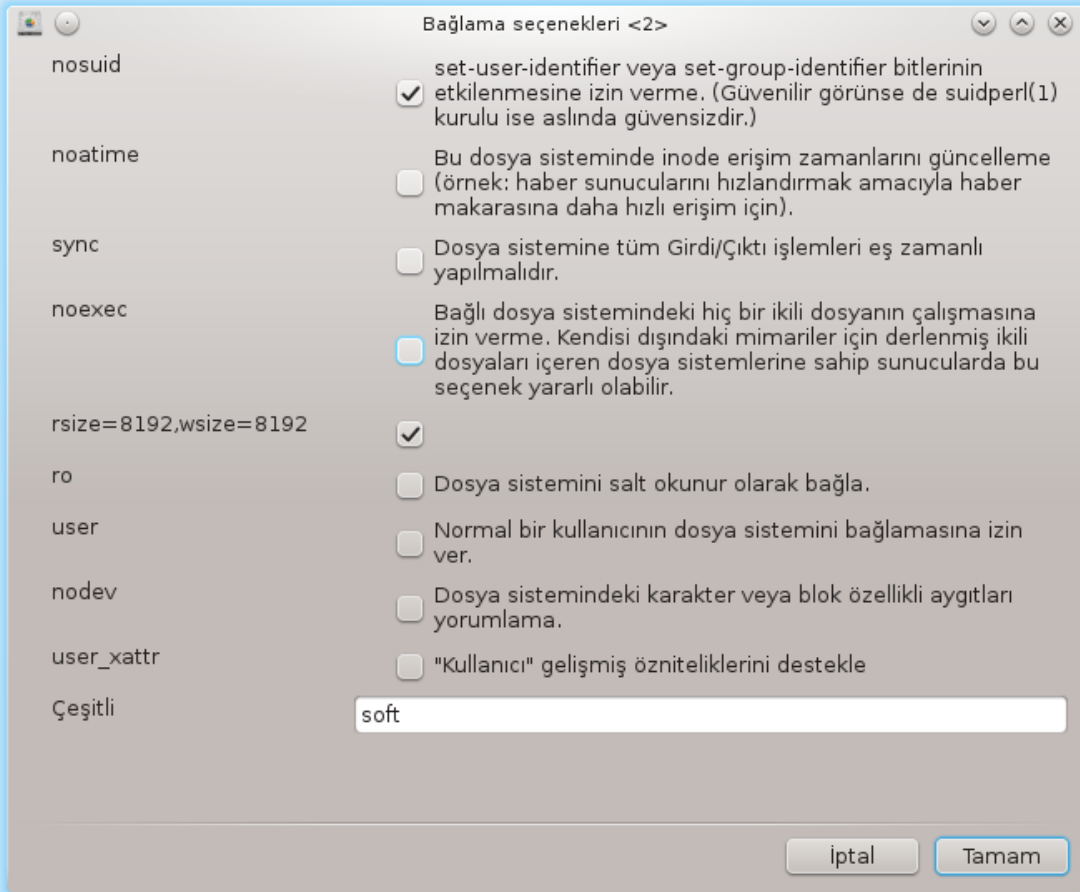 Bağlama seçenekleri <2>
nosuid
set-user-identifier veya set-group-identifier bitlerinin
etkilenmesine izin verme. (Güvenilir görünse de suidperl(1)
kurulu ise aslında güvensizdir.)
noatime
Bu dosya sisteminde inode erişim zamanlarını güncelleme
(örnek: haber sunucularını hızlandırmak amacıyla haber
makarasına daha hızlı erişim için).
sync
Dosya sistemine tüm Girdi/Çıktı işlemleri eş zamanlı
yapılmalıdır.
noexec
Bağlı dosya sistemindeki hiç bir ikili dosyanın çalışmasına
izin verme. Kendisi dışındaki mimariler için derlenmiş ikili
dosyaları içeren dosya sistemlerine sahip sunucularda bu
seçenek yararlı olabilir.
rsize=8192,wsize=8192
ro
Dosya sistemini salt okunur olarak bağla.
user
Normal bir kullanıcının dosya sistemini bağlamasına izin
ver.
nodev
Dosya sistemindeki karakter veya blok özellikli aygıtları
yorumlama.
user_xattr
"Kullanıcı" gelişmiş özniteliklerini destekle
Çeşitli
soft
İptal
Tamam